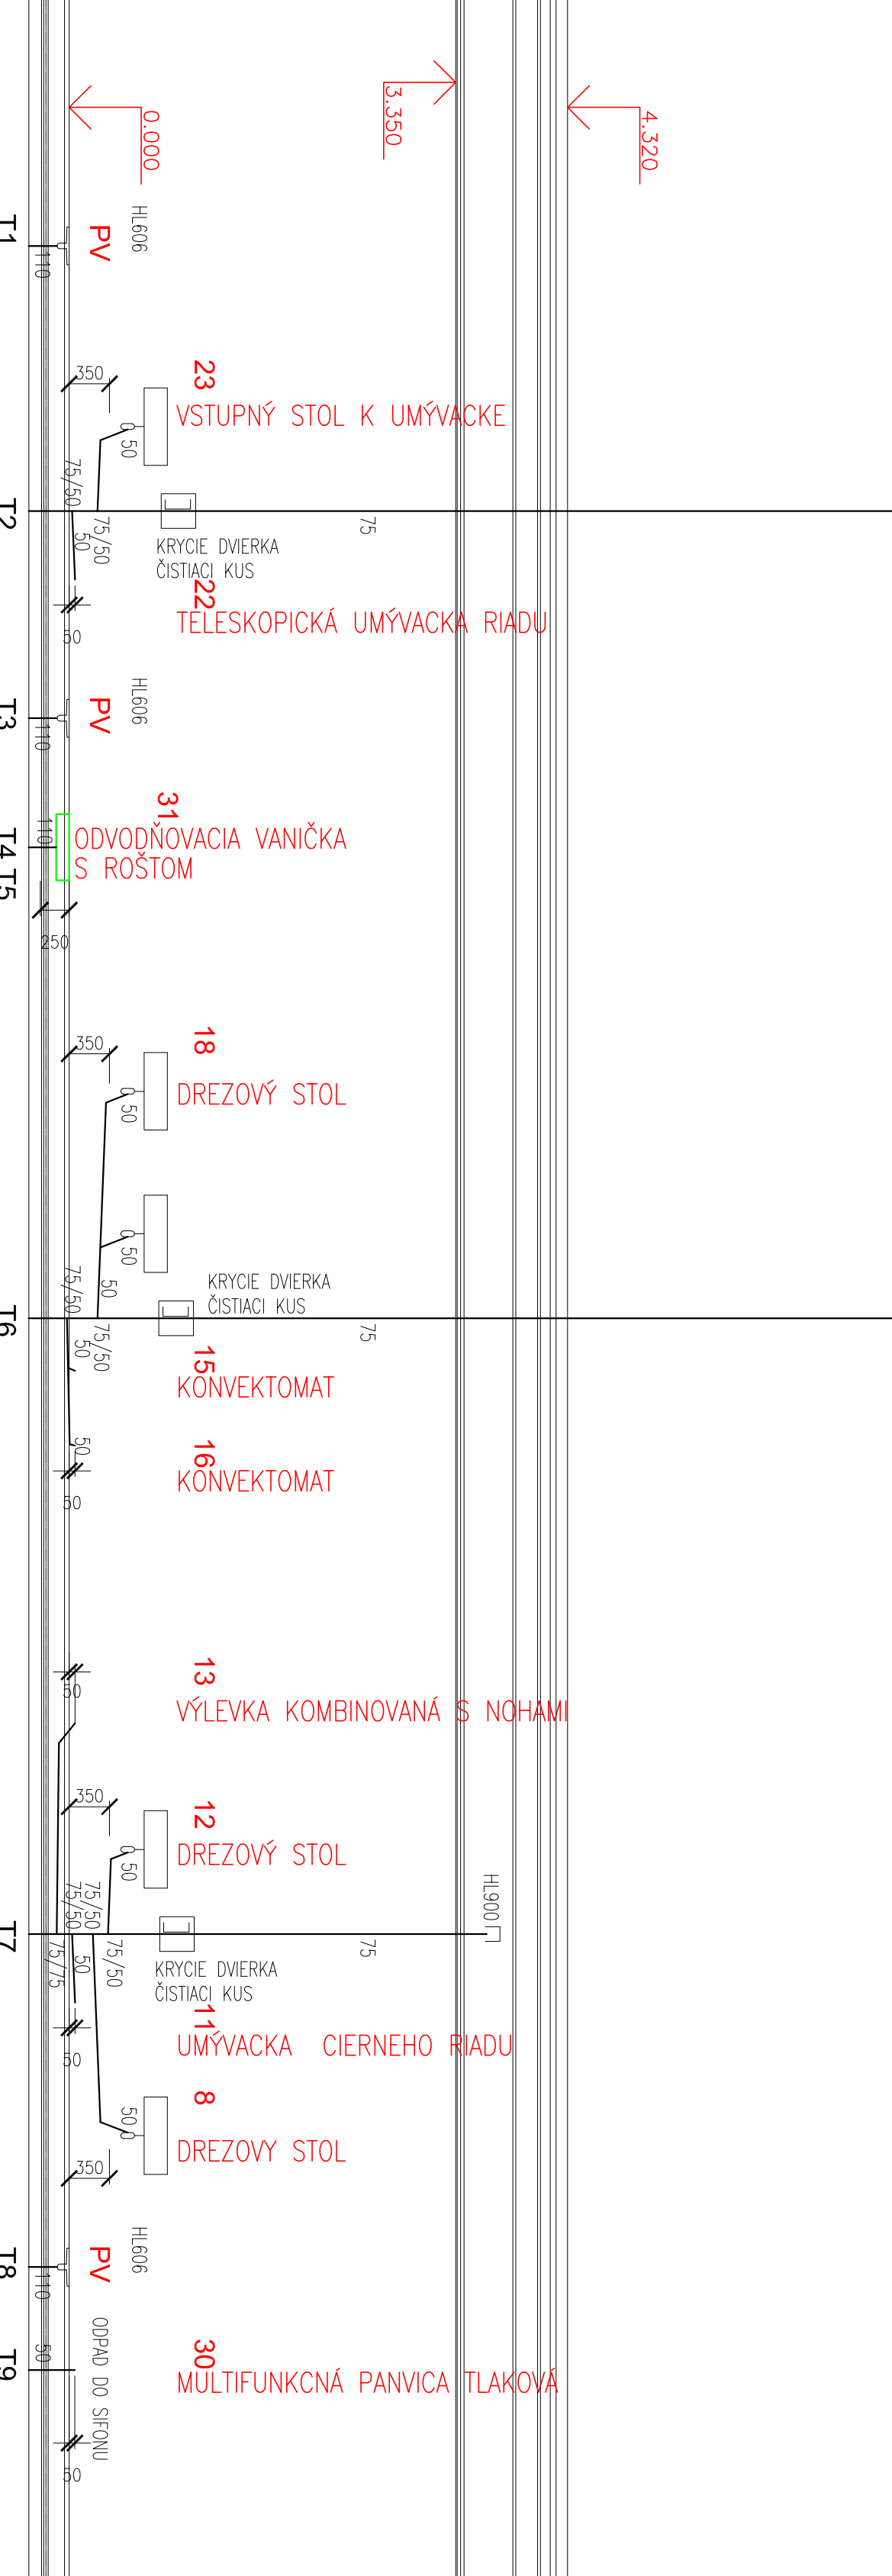 4.320
3.350
0.000
HL606
PV
110
T1
23
VSTUPNÝ STOL K UMÝVACKE
350
50
75/50
75/50
50
75
T2
KRYCIE DVIERKA
ČISTIACI KUS
22
TELESKOPICKÁ UMÝVACKA RIADU
50
HL606
PV
110
T3
31
ODVODŇOVACIA VANIČKA
S ROŠTOM
110
T4
T5
250
18
DREZOVÝ STOL
350
50
50
50
75/50
75/50
50
75
T6
KRYCIE DVIERKA
ČISTIACI KUS
15
KONVEKTOMAT
16
KONVEKTOMAT
50
50
13
VÝLEVKA KOMBINOVANÁ S NOHAMI
50
12
DREZOVÝ STOL
350
50
HL900
75/50
75/50
75/50
50
75/75
75
T7
KRYCIE DVIERKA
ČISTIACI KUS
11
UMÝVACKA CIERNEHO RIADU
50
8
DREZOVY STOL
50
350
HL606
PV
110
T8
30
MULTIFUNKCNÁ PANVICA TLAKOVÁ
ODPAD DO SIFONU
50
T9
50